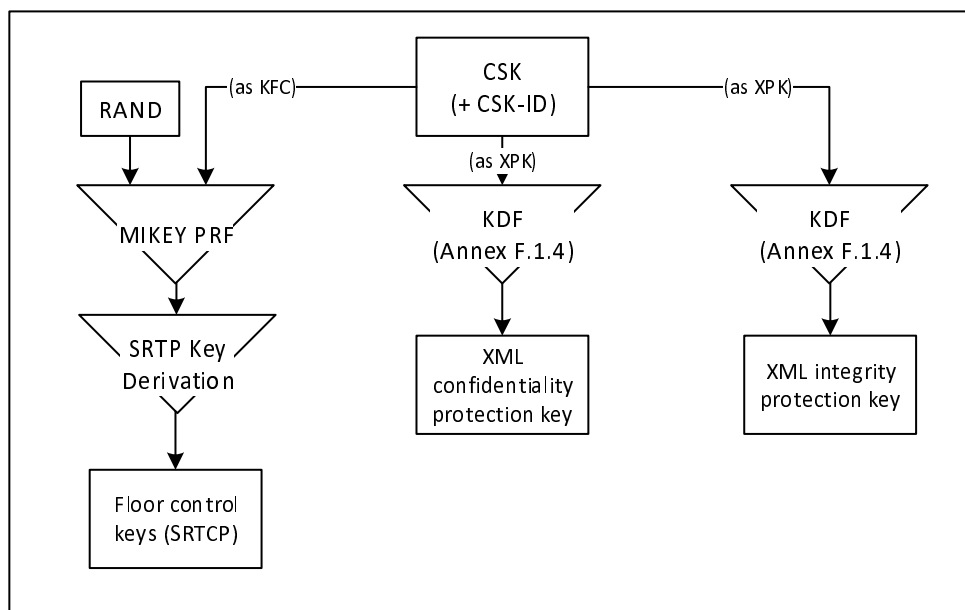 CSK
(+ CSK-ID)
(as KFC)
(as XPK)
RAND
(as XPK)
MIKEY PRF
KDF
(Annex F.1.4)
KDF
(Annex F.1.4)
SRTP Key
Derivation
XML
confidentiality
protection key
XML integrity
protection key
Floor control
keys (SRTCP)